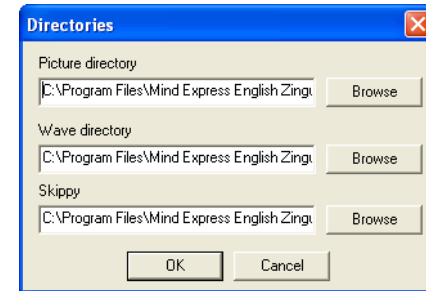 Directories
Picture directory
C:\Program Files\Mind Express English Zingu
Browse
Wave directory
C:\Program Files\Mind Express English Zingu
Browse
Skippy
C:\Program Files\Mind Express English Zingu
Browse
OK
Cancel